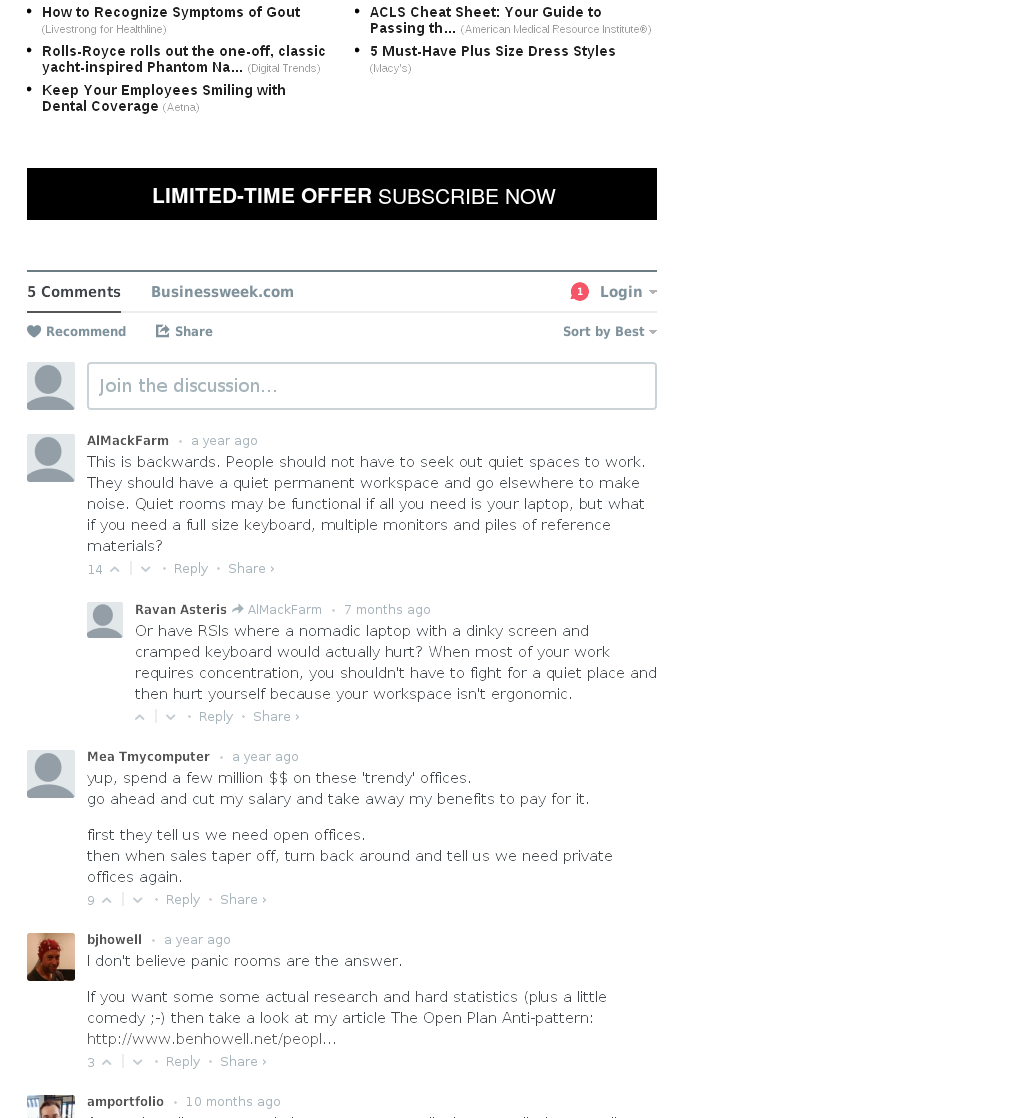 How to Recognize Symptoms of Gout
(Livestrong for Healthline)
Rolls-Royce rolls out the one-off, classic
yacht-inspired Phantom Na... (Digital Trends)
Keep Your Employees Smiling with
Dental Coverage (Aetna)
ACLS Cheat Sheet: Your Guide to
Passing th... (American Medical Resource Institute®)
5 Must-Have Plus Size Dress Styles
(Macy's)
LIMITED-TIME OFFER SUBSCRIBE NOW
5 Comments Businessweek.com 1 Login
Recommend Share Sort by Best
Join the discussion...
AlMackFarm • a year ago
This is backwards. People should not have to seek out quiet spaces to work.
They should have a quiet permanent workspace and go elsewhere to make
noise. Quiet rooms may be functional if all you need is your laptop, but what
if you need a full size keyboard, multiple monitors and piles of reference
materials?
14 • Reply • Share ›
Ravan Asteris AlMackFarm • 7 months ago
Or have RSIs where a nomadic laptop with a dinky screen and
cramped keyboard would actually hurt? When most of your work
requires concentration, you shouldn't have to fight for a quiet place and
then hurt yourself because your workspace isn't ergonomic.
• Reply • Share ›
Mea Tmycomputer • a year ago
yup, spend a few million $$ on these 'trendy' offices.
go ahead and cut my salary and take away my benefits to pay for it.
first they tell us we need open offices.
then when sales taper off, turn back around and tell us we need private
offices again.
9 • Reply • Share ›
bjhowell • a year ago
I don't believe panic rooms are the answer.
If you want some some actual research and hard statistics (plus a little
comedy ;-) then take a look at my article The Open Plan Anti-pattern:
http://www.benhowell.net/peopl...
3 • Reply • Share ›
amportfolio • 10 months ago